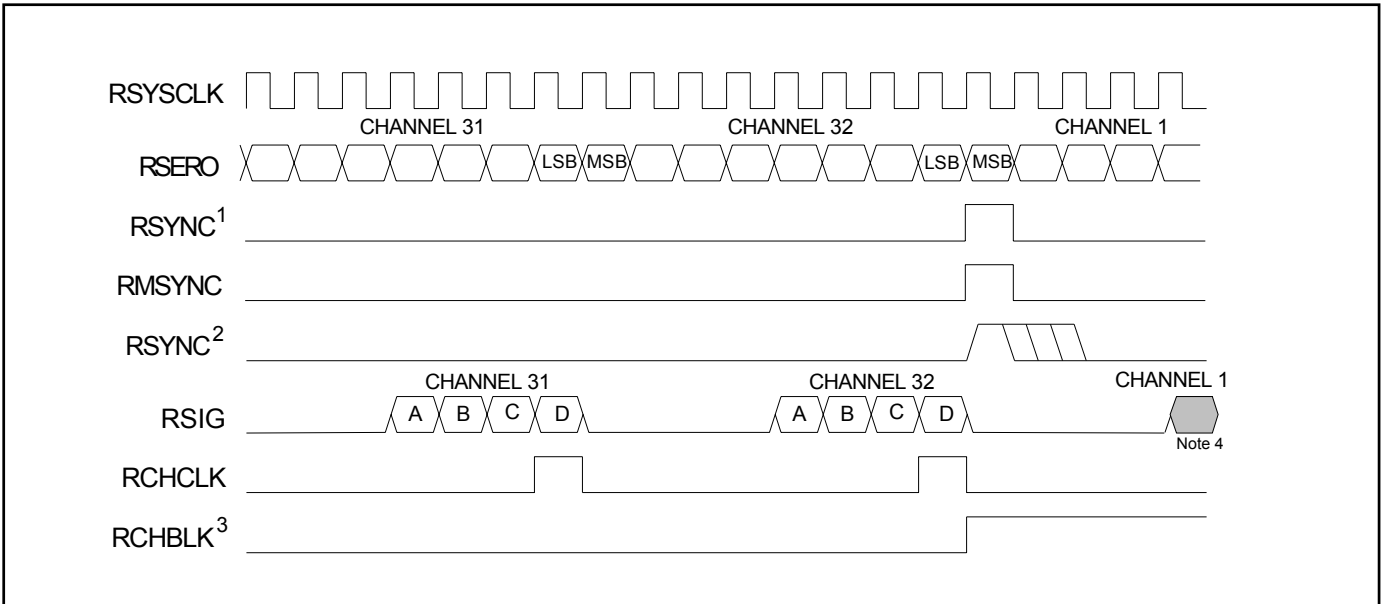 RSYSCLK
CHANNEL 31 CHANNEL 32 CHANNEL 1
RSERO LSB MSB LSB MSB
RSYNC1
RMSYNC
RSYNC2
CHANNEL 31 CHANNEL 32 CHANNEL 1
RSIG A B C D A B C D
Note 4
RCHCLK
RCHBLK3